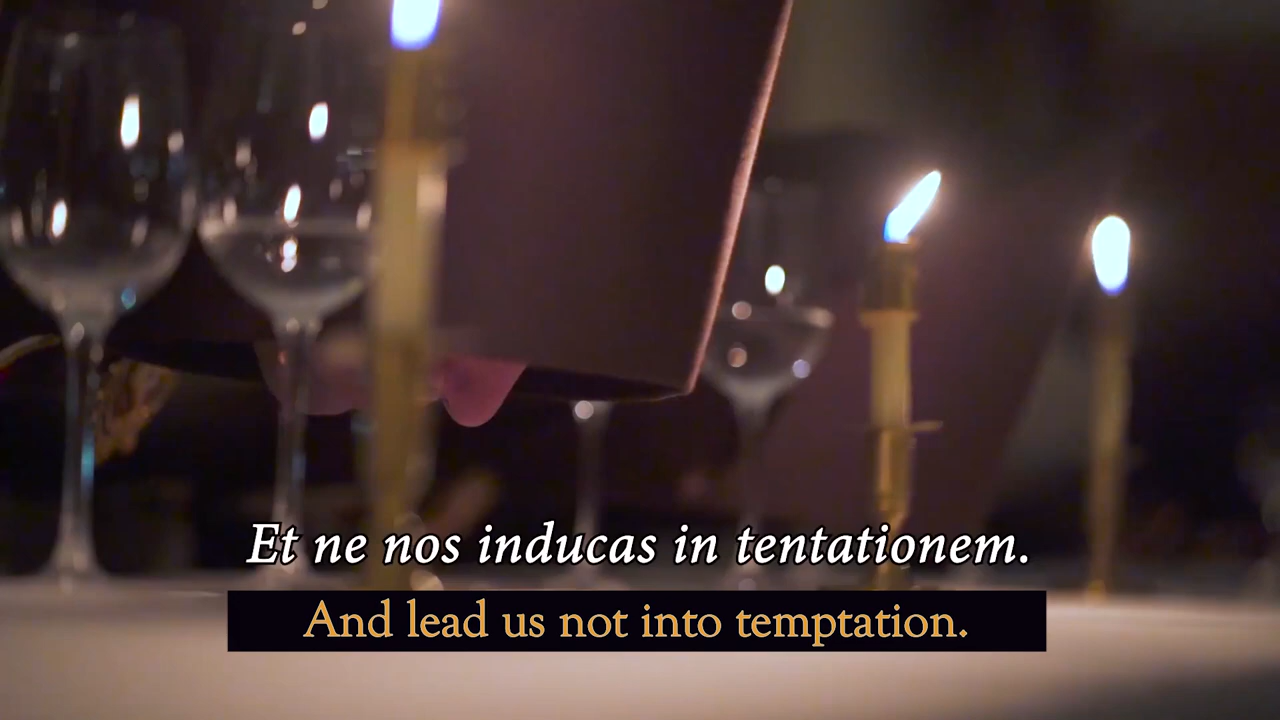 Et ne nos inducas in tentationem.
And lead us not into temptation.